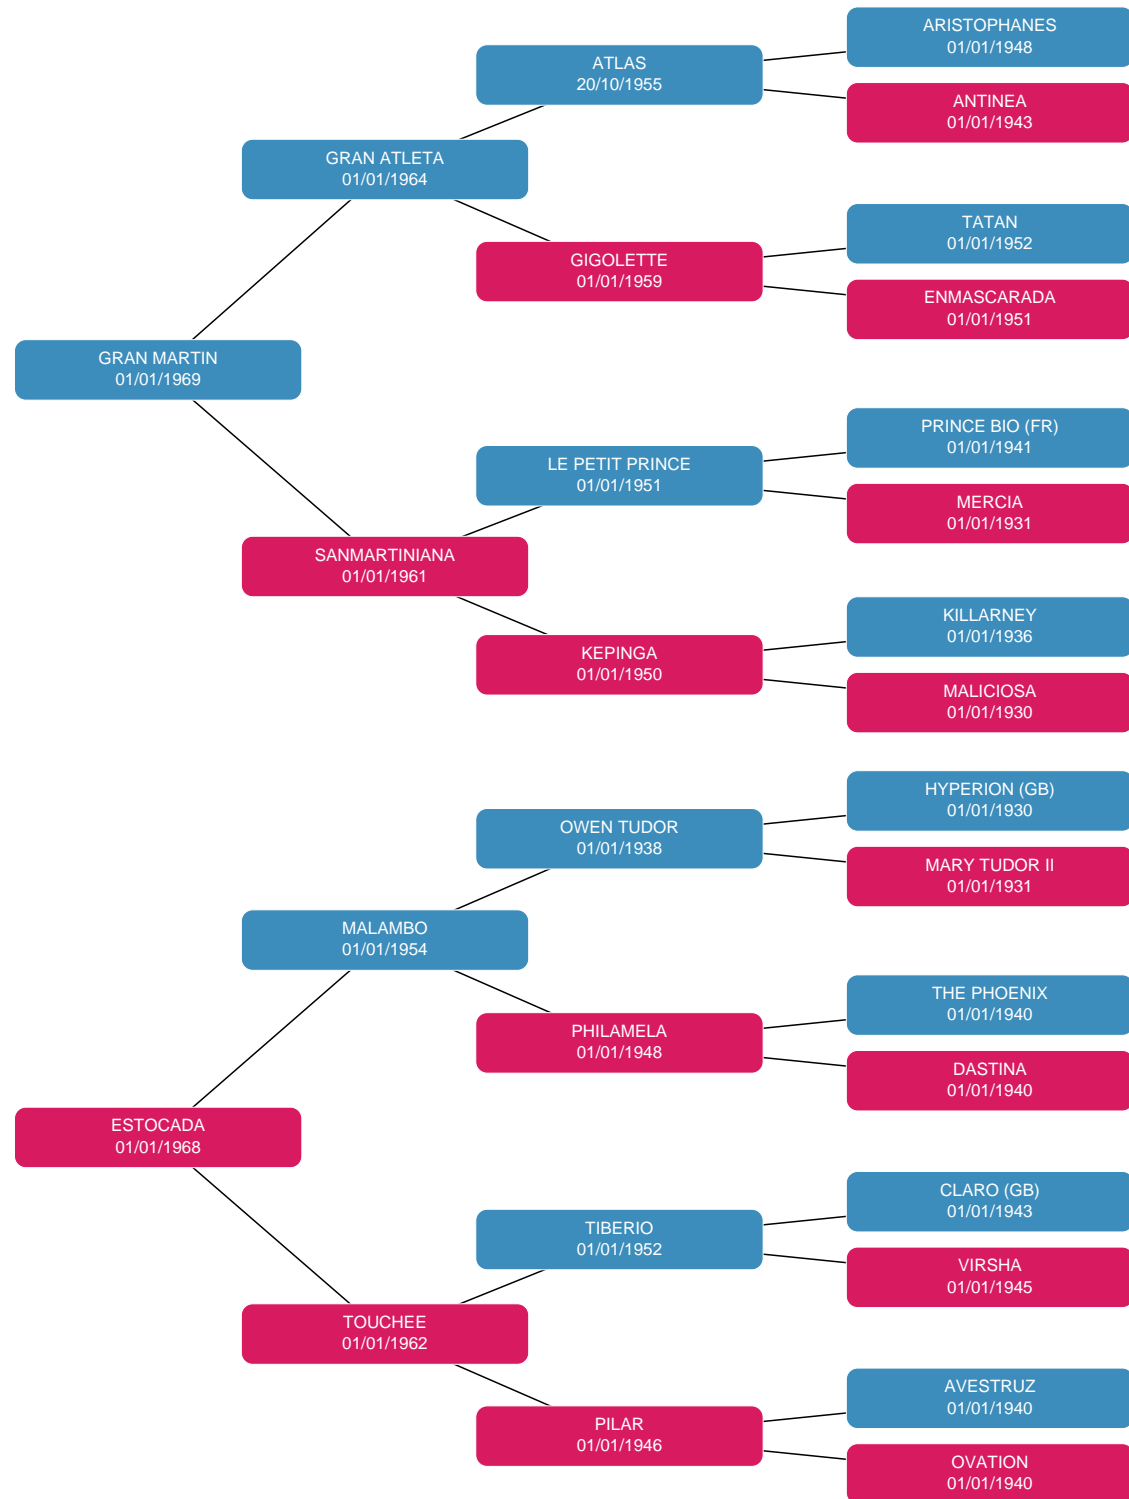 ARISTOPHANES
01/01/1948
ATLAS
20/10/1955
ANTINEA
01/01/1943
GRAN ATLETA
01/01/1964
TATAN
01/01/1952
GIGOLETTE
01/01/1959
ENMASCARADA
01/01/1951
GRAN MARTIN
01/01/1969
PRINCE BIO (FR)
01/01/1941
LE PETIT PRINCE
01/01/1951
MERCIA
01/01/1931
SANMARTINIANA
01/01/1961
KILLARNEY
01/01/1936
KEPINGA
01/01/1950
MALICIOSA
01/01/1930
HYPERION (GB)
01/01/1930
OWEN TUDOR
01/01/1938
MARY TUDOR II
01/01/1931
MALAMBO
01/01/1954
THE PHOENIX
01/01/1940
PHILAMELA
01/01/1948
DASTINA
01/01/1940
ESTOCADA
01/01/1968
CLARO (GB)
01/01/1943
TIBERIO
01/01/1952
VIRSHA
01/01/1945
TOUCHEE
01/01/1962
AVESTRUZ
01/01/1940
PILAR
01/01/1946
OVATION
01/01/1940